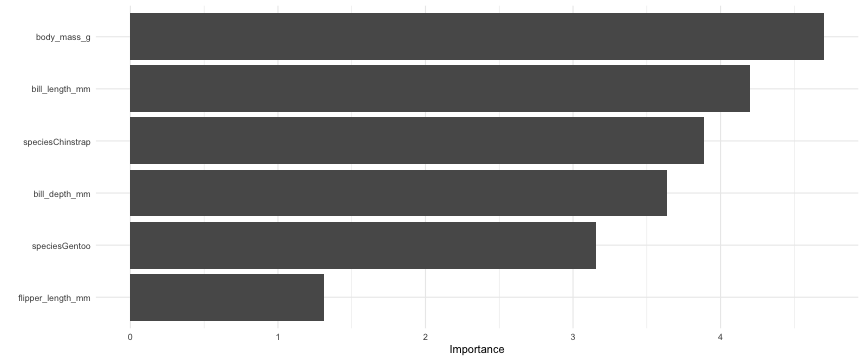 body_mass_g
bill_length_mm
speciesChinstrap
bill_depth_mm
speciesGentoo
flipper_length_mm
0 1 2 3 4
Importance